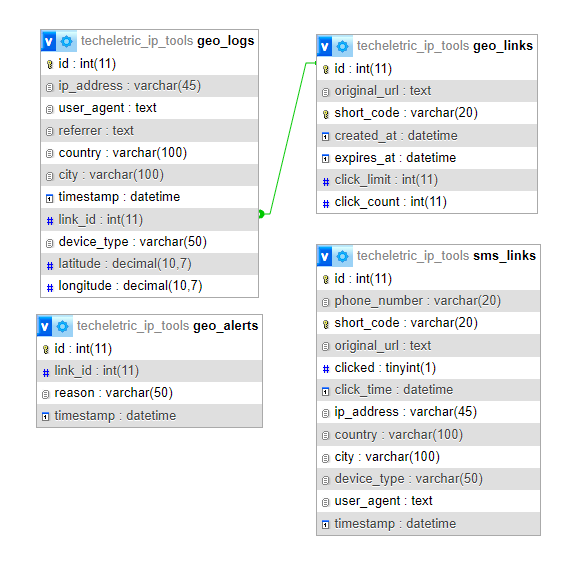 techeletric_ip_tools geo_logs
id : int(11)
ip_address : varchar(45)
user_agent : text
referrer : text
country : varchar(100)
city : varchar(100)
timestamp : datetime
link_id : int(11)
device_type : varchar(50)
latitude : decimal(10,7)
longitude : decimal(10,7)
techeletric_ip_tools geo_links
id : int(11)
original_url : text
short_code : varchar(20)
created_at : datetime
expires_at : datetime
click_limit : int(11)
click_count : int(11)
techeletric_ip_tools geo_alerts
id : int(11)
link_id : int(11)
reason : varchar(50)
timestamp : datetime
techeletric_ip_tools sms_links
id : int(11)
phone_number : varchar(20)
short_code : varchar(20)
original_url : text
clicked : tinyint(1)
click_time : datetime
ip_address : varchar(45)
country : varchar(100)
city : varchar(100)
device_type : varchar(50)
user_agent : text
timestamp : datetime